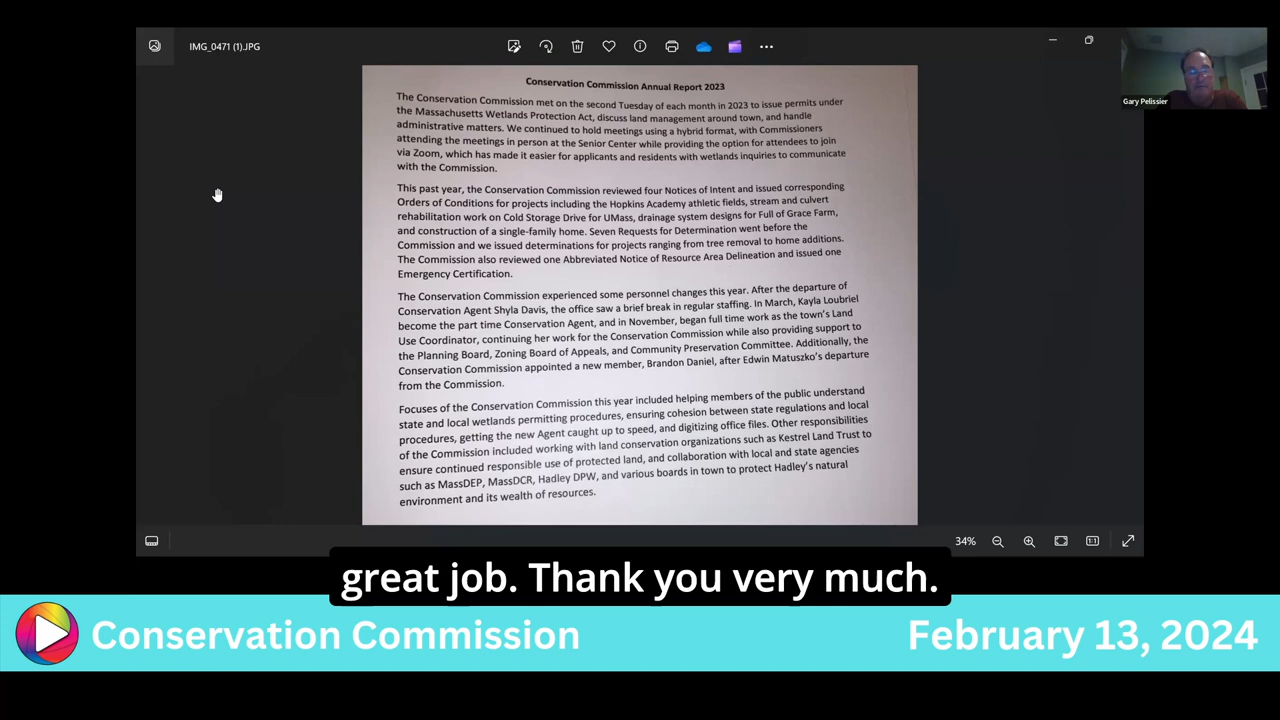 IMG_0471 (1).JPG
Gary Pelissier
Conservation Commission Annual Report 2023
The Conservation Commission met on the second Tuesday of each month in 2023 to issue permits under
the Massachusetts Wetlands Protection Act, discuss land management around town, and handle
administrative matters. We continued to hold meetings using a hybrid format, with Commissioners
attending the meetings in person at the Senior Center while providing the option for attendees to join
via Zoom, which has made it easier for applicants and residents with wetlands inquiries to communicate
with the Commission.
This past year, the Conservation Commission reviewed four Notices of Intent and issued corresponding
Orders of Conditions for projects including the Hopkins Academy athletic fields, stream and culvert
rehabilitation work on Cold Storage Drive for UMass, drainage system designs for Full of Grace Farm,
and construction of a single-family home. Seven Requests for Determination went before the
Commission and we issued determinations for projects ranging from tree removal to home additions.
The Commission also reviewed one Abbreviated Notice of Resource Area Delineation and issued one
Emergency Certification.
The Conservation Commission experienced some personnel changes this year. After the departure of
Conservation Agent Shyla Davis, the office saw a brief break in regular staffing. In March, Kayla Loubriel
become the part time Conservation Agent, and in November, began full time work as the town's Land
Use Coordinator, continuing her work for the Conservation Commission while also providing support to
the Planning Board, Zoning Board of Appeals, and Community Preservation Committee. Additionally, the
Conservation Commission appointed a new member, Brandon Daniel, after Edwin Matuszko's departure
from the Commission.
Focuses of the Conservation Commission this year included helping members of the public understand
state and local wetlands permitting procedures, ensuring cohesion between state regulations and local
procedures, getting the new Agent caught up to speed, and digitizing office files. Other responsibilities
of the Commission included working with land conservation organizations such as Kestrel Land Trust to
ensure continued responsible use of protected land, and collaboration with local and state agencies
such as MassDEP, MassDCR, Hadley DPW, and various boards in town to protect Hadley's natural
environment and its wealth of resources.
34%
1:1
great job. Thank you very much.
Conservation Commission
February 13, 2024